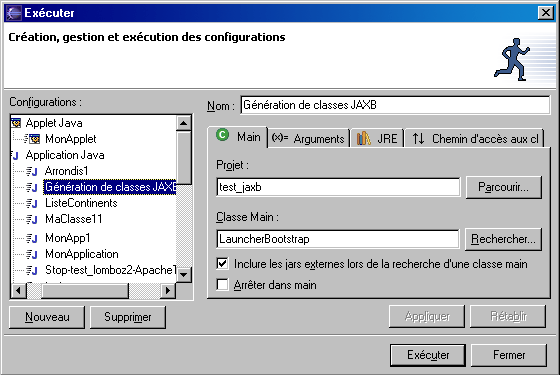 Exécuter
Création, gestion et exécution des configurations
Configurations :
Applet Java
MonApplet
Application Java
Arrondis1
Génération de classes JAXB
ListeContinents
MaClasse11
MonApp1
MonApplication
Stop-test_lomboz2-Apache
Nouveau
Supprimer
Nom :
Génération de classes JAXB
Main
(x)= Arguments
JRE
Chemin d'accès aux cl
Projet :
test_jaxb
Parcourir...
Classe Main :
LauncherBootstrap
Rechercher...
Inclure les jars externes lors de la recherche d'une classe main
Arrêter dans main
Appliquer
Rétablir
Exécuter
Fermer